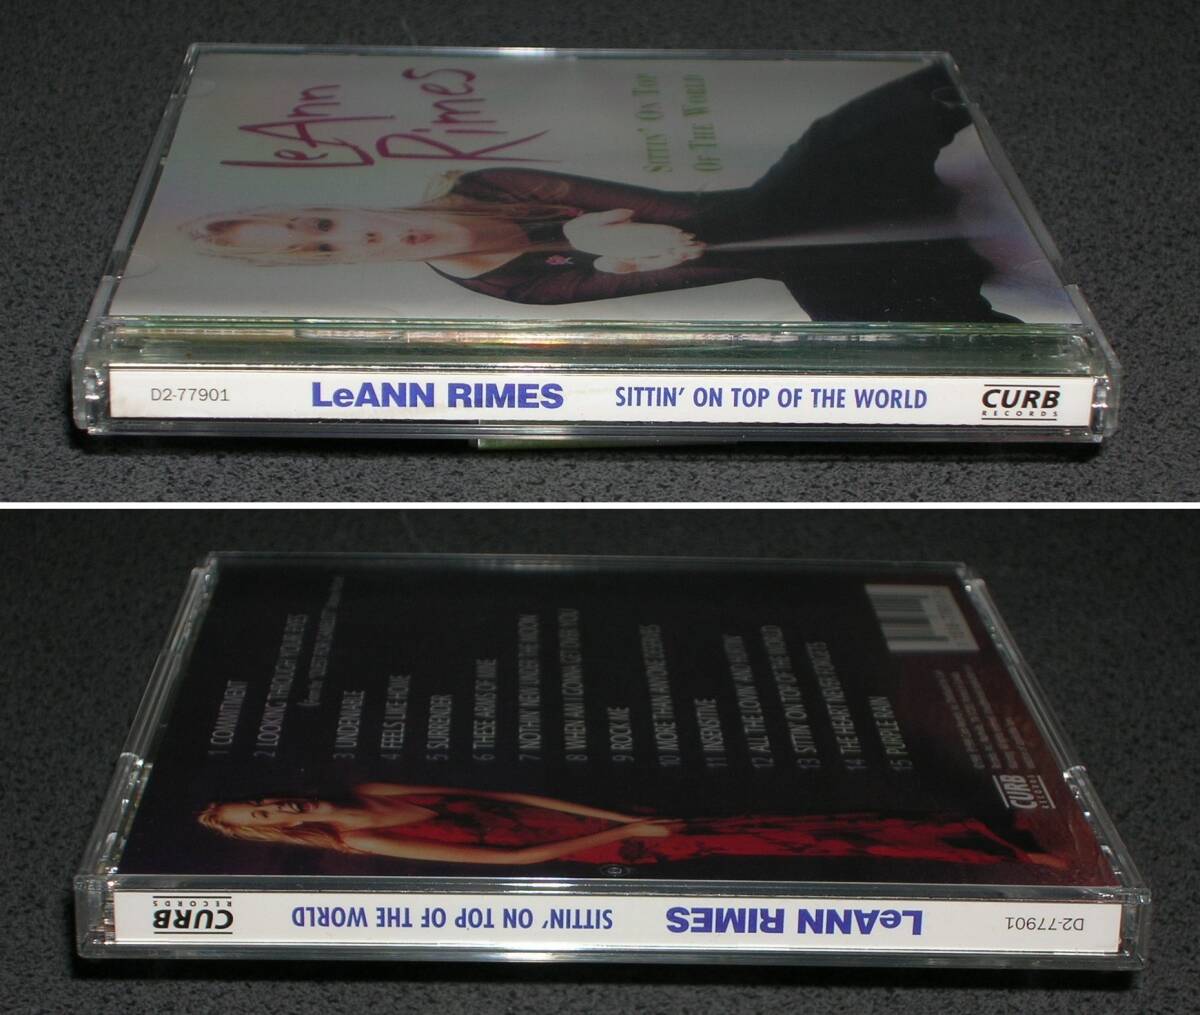 LeAnn
Rimes
SITTIN' ON TOP
OF THE WORLD
D2-77901
LeANN RIMES
SITTIN' ON TOP OF THE WORLD
CURB
RECORDS
1 COMMITMENT
2 LOOKING THROUGH YOUR EYES
3 UNDENIABLE
4 FEELS LIKE HOME
5 SURRENDER
6 THESE ARMS OF MINE
7 NOTHIN' NEW UNDER THE MOON
8 WHEN AM I GONNA GET OVER YOU
9 ROCK ME
10 MORE THAN ANYONE DESERVES
11 INSENSITIVE
12 ALL THE LOVIN' AND THE HURTIN' TOO
13 SITTIN' ON TOP OF THE WORLD
14 THE HEART NEVER FORGETS
15 PURPLE RAIN
CURB
RECORDS
D2-77901
LeANN RIMES
SITTIN' ON TOP OF THE WORLD
CURB
RECORDS